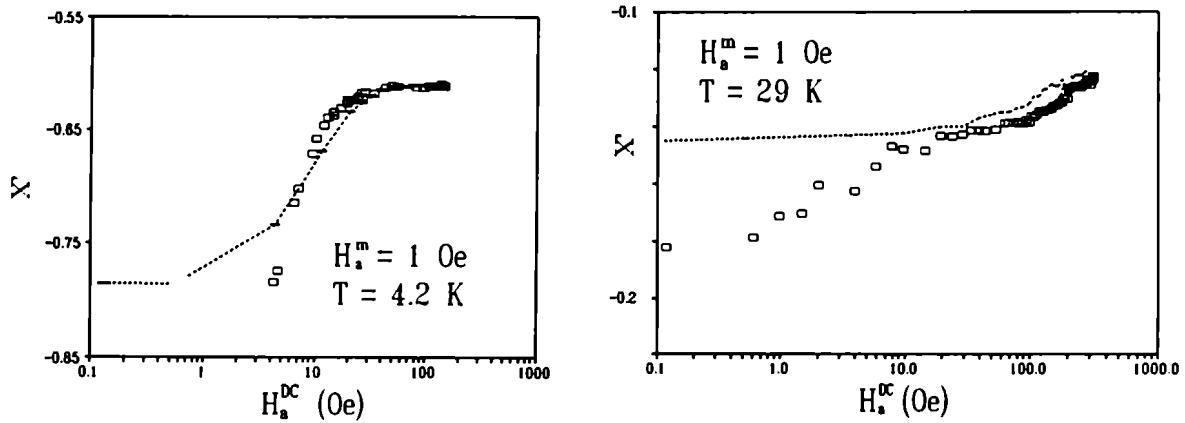 -0.55
-0.65
-0.75
-0.85
0.1
1
10
100
1000
χ'
H_a^DC (Oe)
H_a^m = 1 Oe
T = 4.2 K
-0.1
-0.2
0.1
1.0
10.0
100.0
1000.0
χ'
H_a^DC (Oe)
H_a^m = 1 Oe
T = 29 K